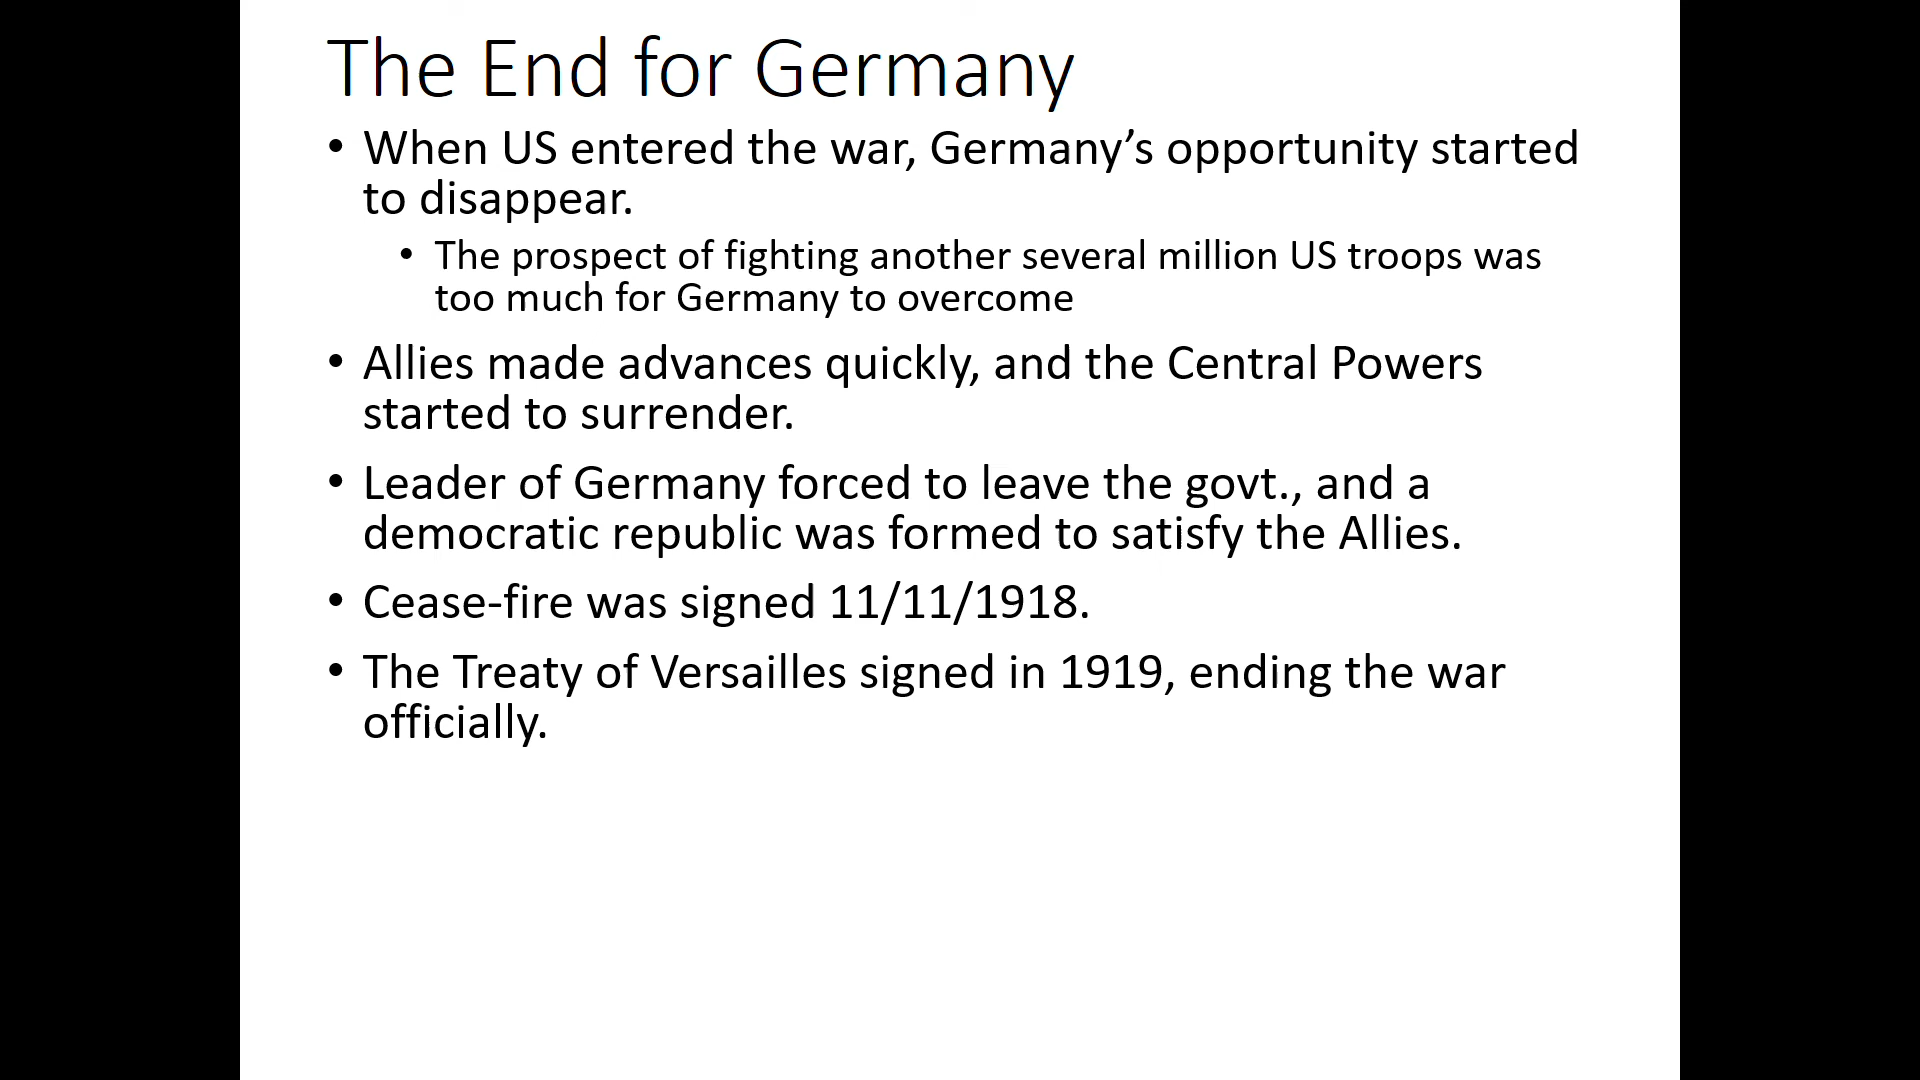 The End for Germany
• When US entered the war, Germany’s opportunity started
to disappear.
• The prospect of fighting another several million US troops was
too much for Germany to overcome
• Allies made advances quickly, and the Central Powers
started to surrender.
• Leader of Germany forced to leave the govt., and a
democratic republic was formed to satisfy the Allies.
• Cease-fire was signed 11/11/1918.
• The Treaty of Versailles signed in 1919, ending the war
officially.